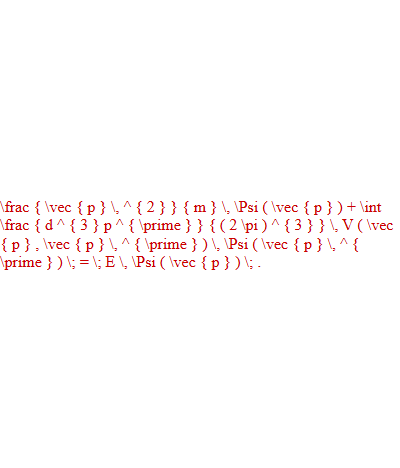 \frac { \vec { p } \, ^ { 2 } } { m } \, \Psi ( \vec { p } ) + \int
\frac { d ^ { 3 } p ^ { \prime } } { ( 2 \pi ) ^ { 3 } } \, V ( \vec
{ p } , \vec { p } \, ^ { \prime } ) \, \Psi ( \vec { p } \, ^ {
\prime } ) \; = \; E \, \Psi ( \vec { p } ) \; .